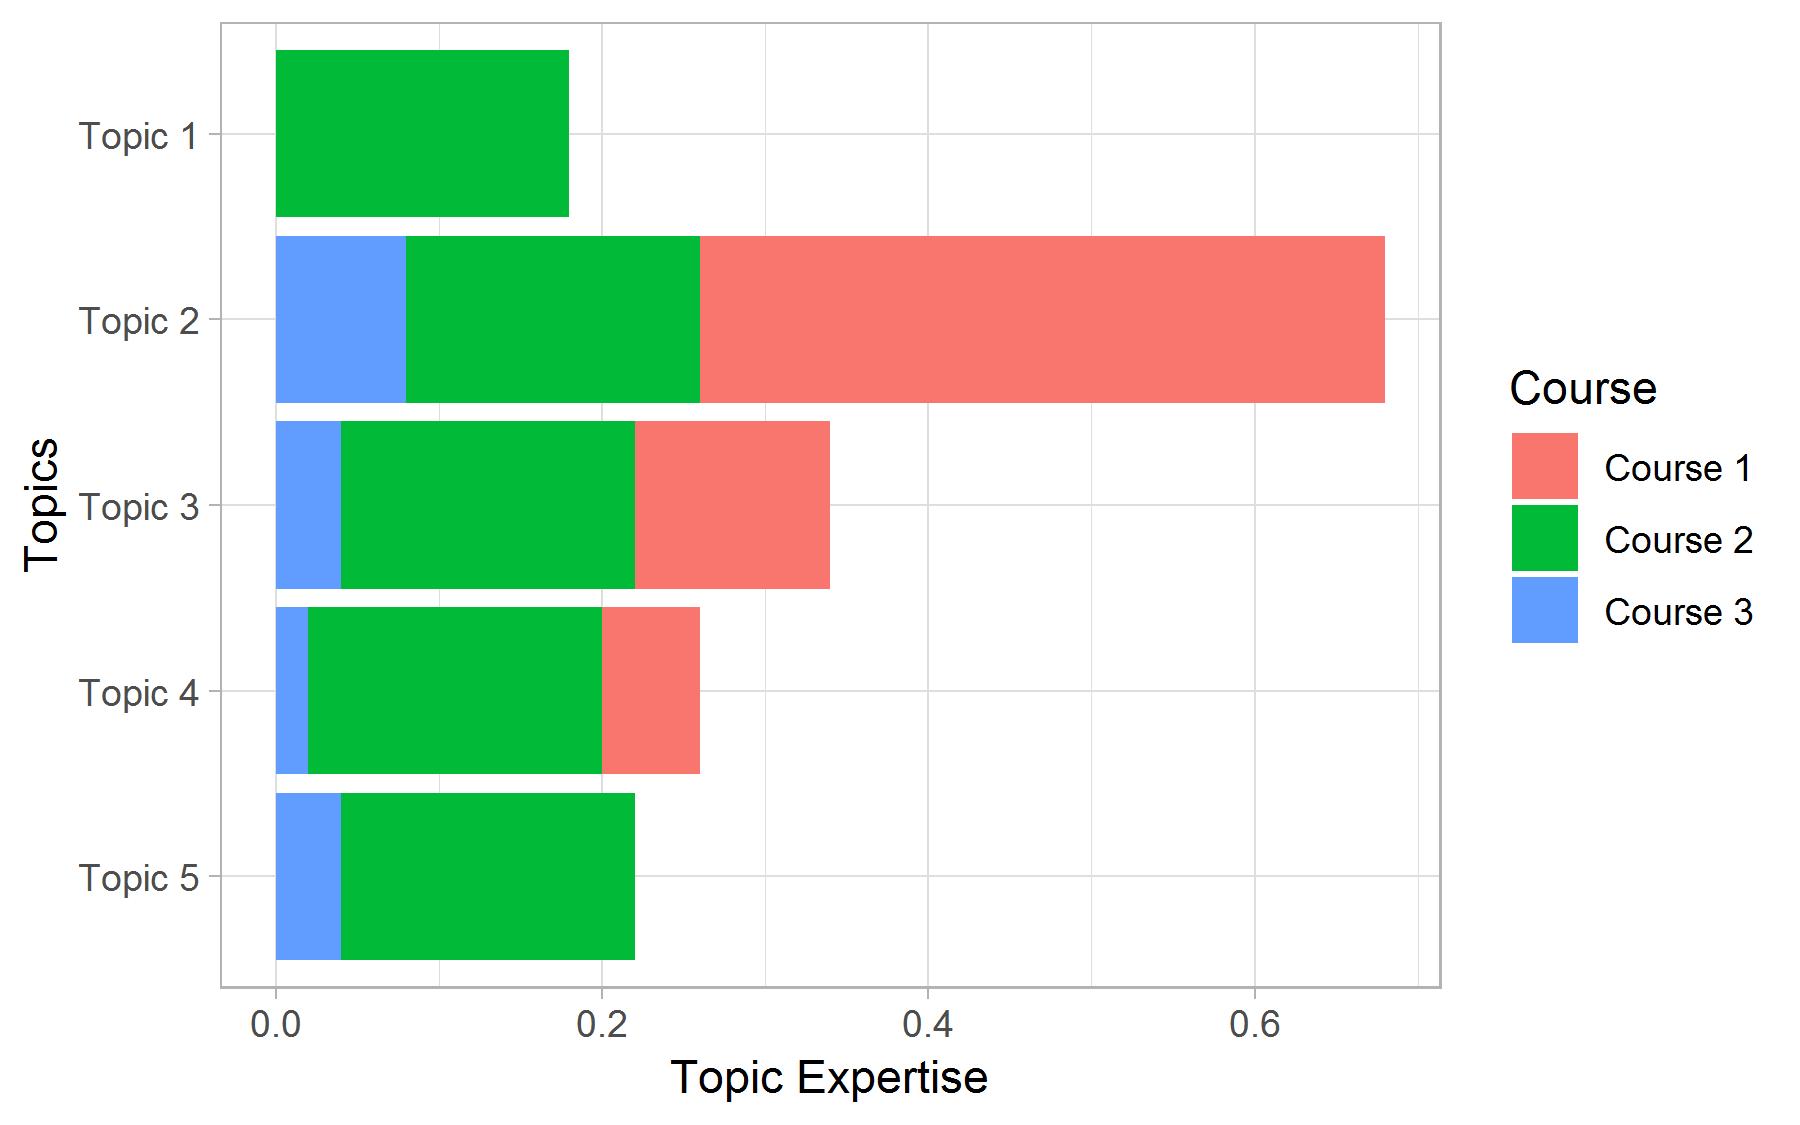 Topics
Topic 1
Topic 2
Topic 3
Topic 4
Topic 5
0.0
0.2
0.4
0.6
Topic Expertise
Course
Course 1
Course 2
Course 3